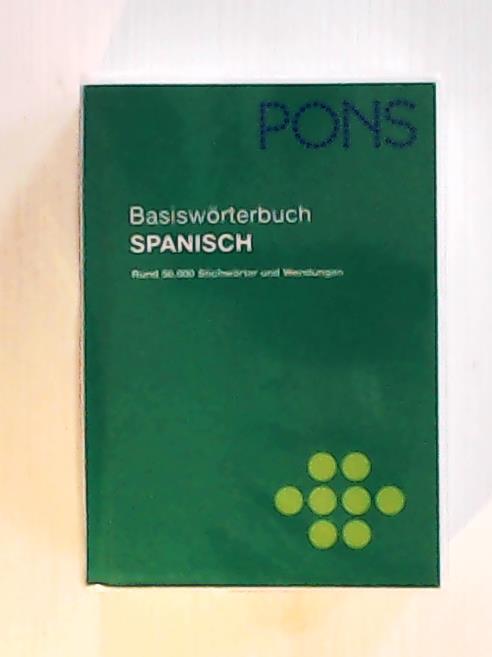 PONS
Basiswörterbuch
SPANISCH
Rund 50.000 Stichwörter und Wendungen